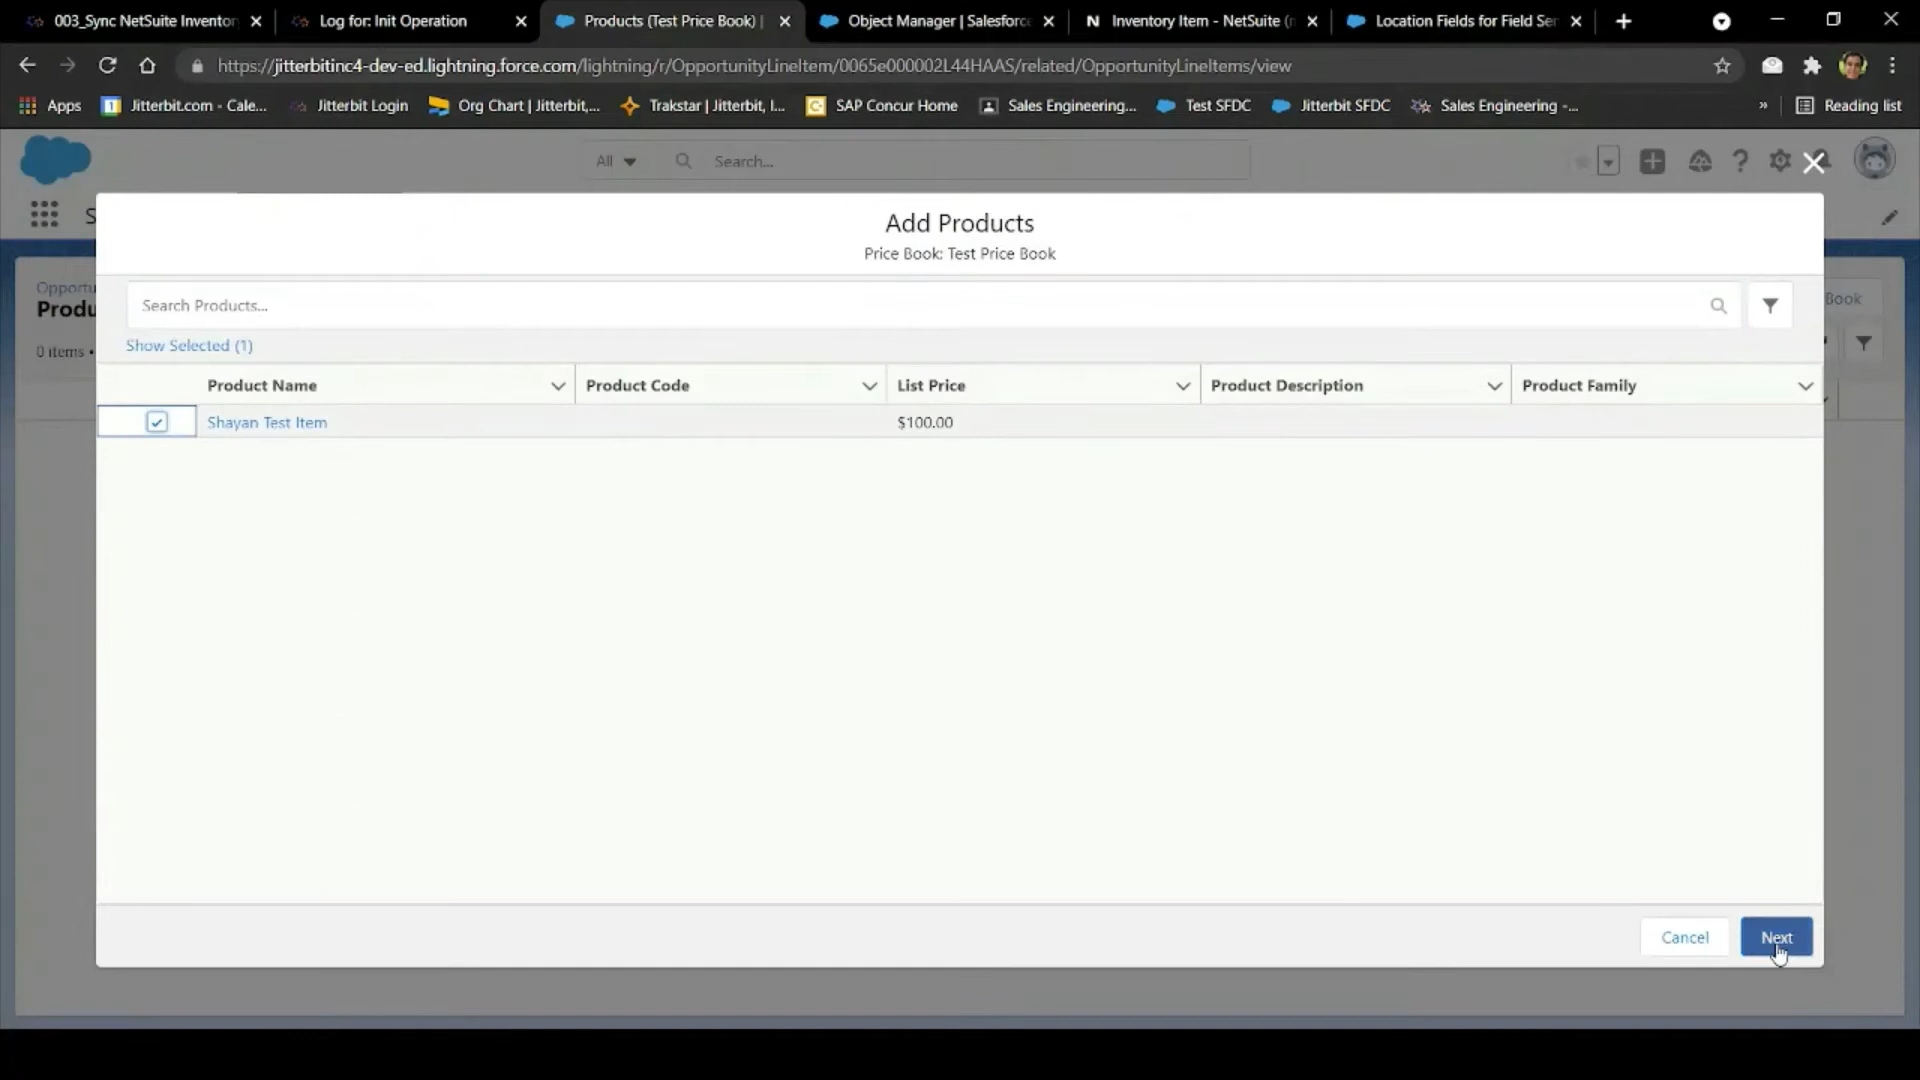 003_Sync NetSuite Inventor
Log for: Init Operation
Products (Test Price Book) |
Object Manager | Salesforce
N Inventory Item - NetSuite (n
Location Fields for Field Ser
https://jitterbitinc4-dev-ed.lightning.force.com/lightning/r/OpportunityLineItem/0065e000002L44HAAS/related/OpportunityLineItems/view
Apps
1 Jitterbit.com - Cale...
Jitterbit Login
Org Chart | Jitterbit,...
Trakstar | Jitterbit, I...
C SAP Concur Home
Sales Engineering...
Test SFDC
Jitterbit SFDC
Sales Engineering -...
»
Reading list
All
Search...
S
Add Products
Price Book: Test Price Book
Opportu
Produ
Book
Search Products...
0 items •
Show Selected (1)
Product Name
Product Code
List Price
Product Description
Product Family
Shayan Test Item
$100.00
Cancel
Next